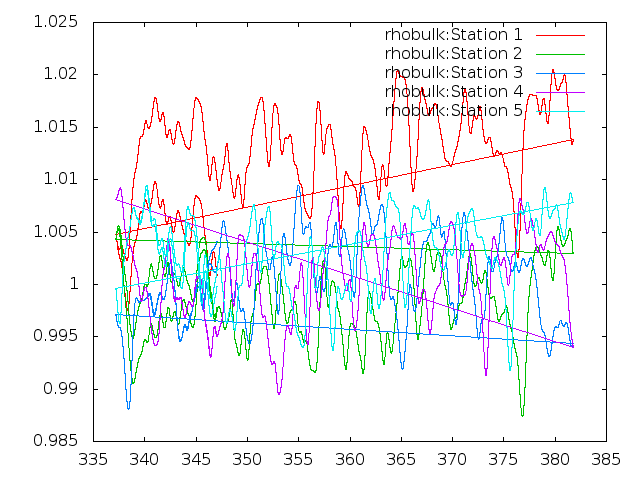 1.025
rhobulk:Station 1
rhobulk:Station 2
1.02
rhobulk:Station 3
rhobulk:Station 4
rhobulk:Station 5
1.015
1.01
1.005
1
0.995
0.99
0.985
335 340 345 350 355 360 365 370 375 380 385